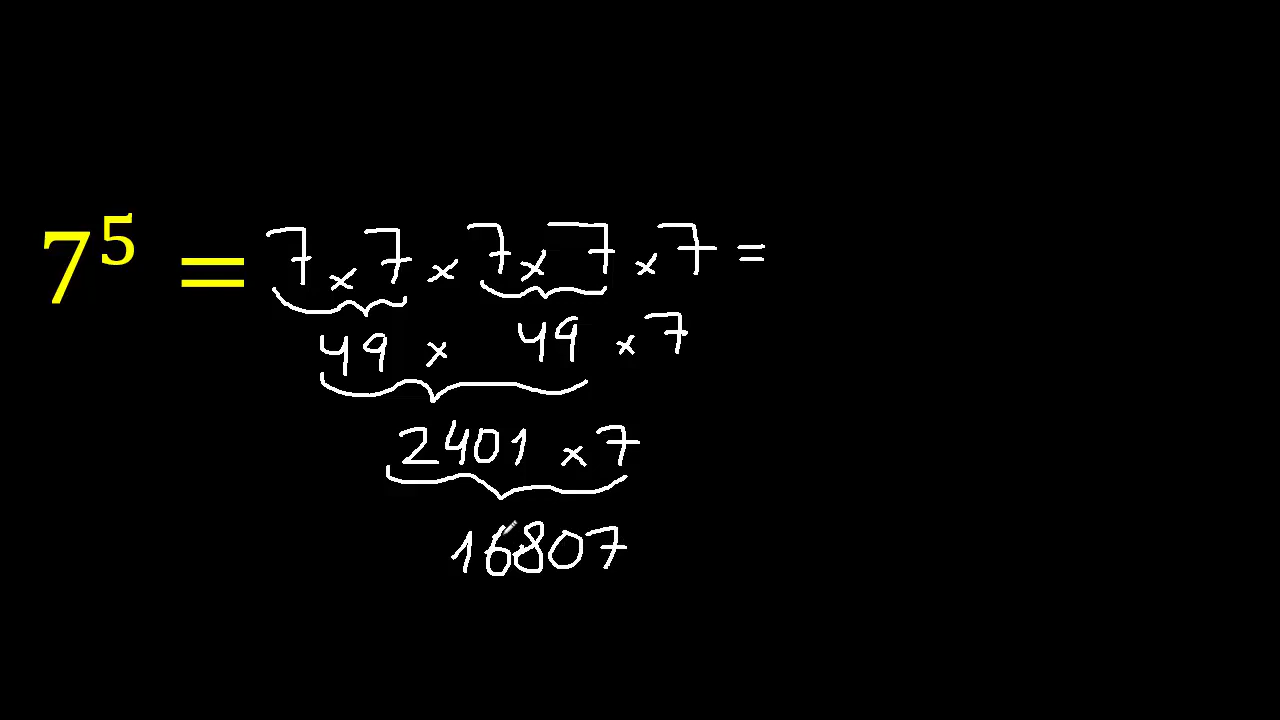 7⁵ = 7 × 7 × 7 × 7 × 7 =
49 × 49 × 7
2401 × 7
16807